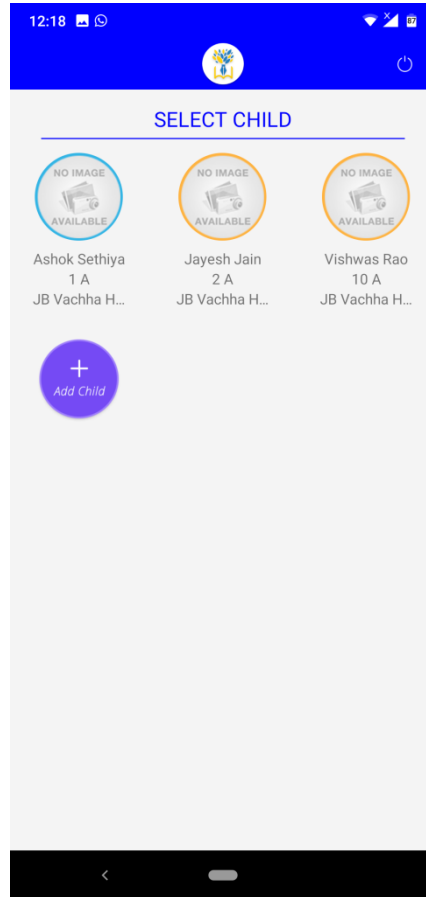 12:18
87
SELECT CHILD
NO IMAGE AVAILABLE
NO IMAGE AVAILABLE
NO IMAGE AVAILABLE
Ashok Sethiya
1 A
JB Vachha H...
Jayesh Jain
2 A
JB Vachha H...
Vishwas Rao
10 A
JB Vachha H...
+
Add Child